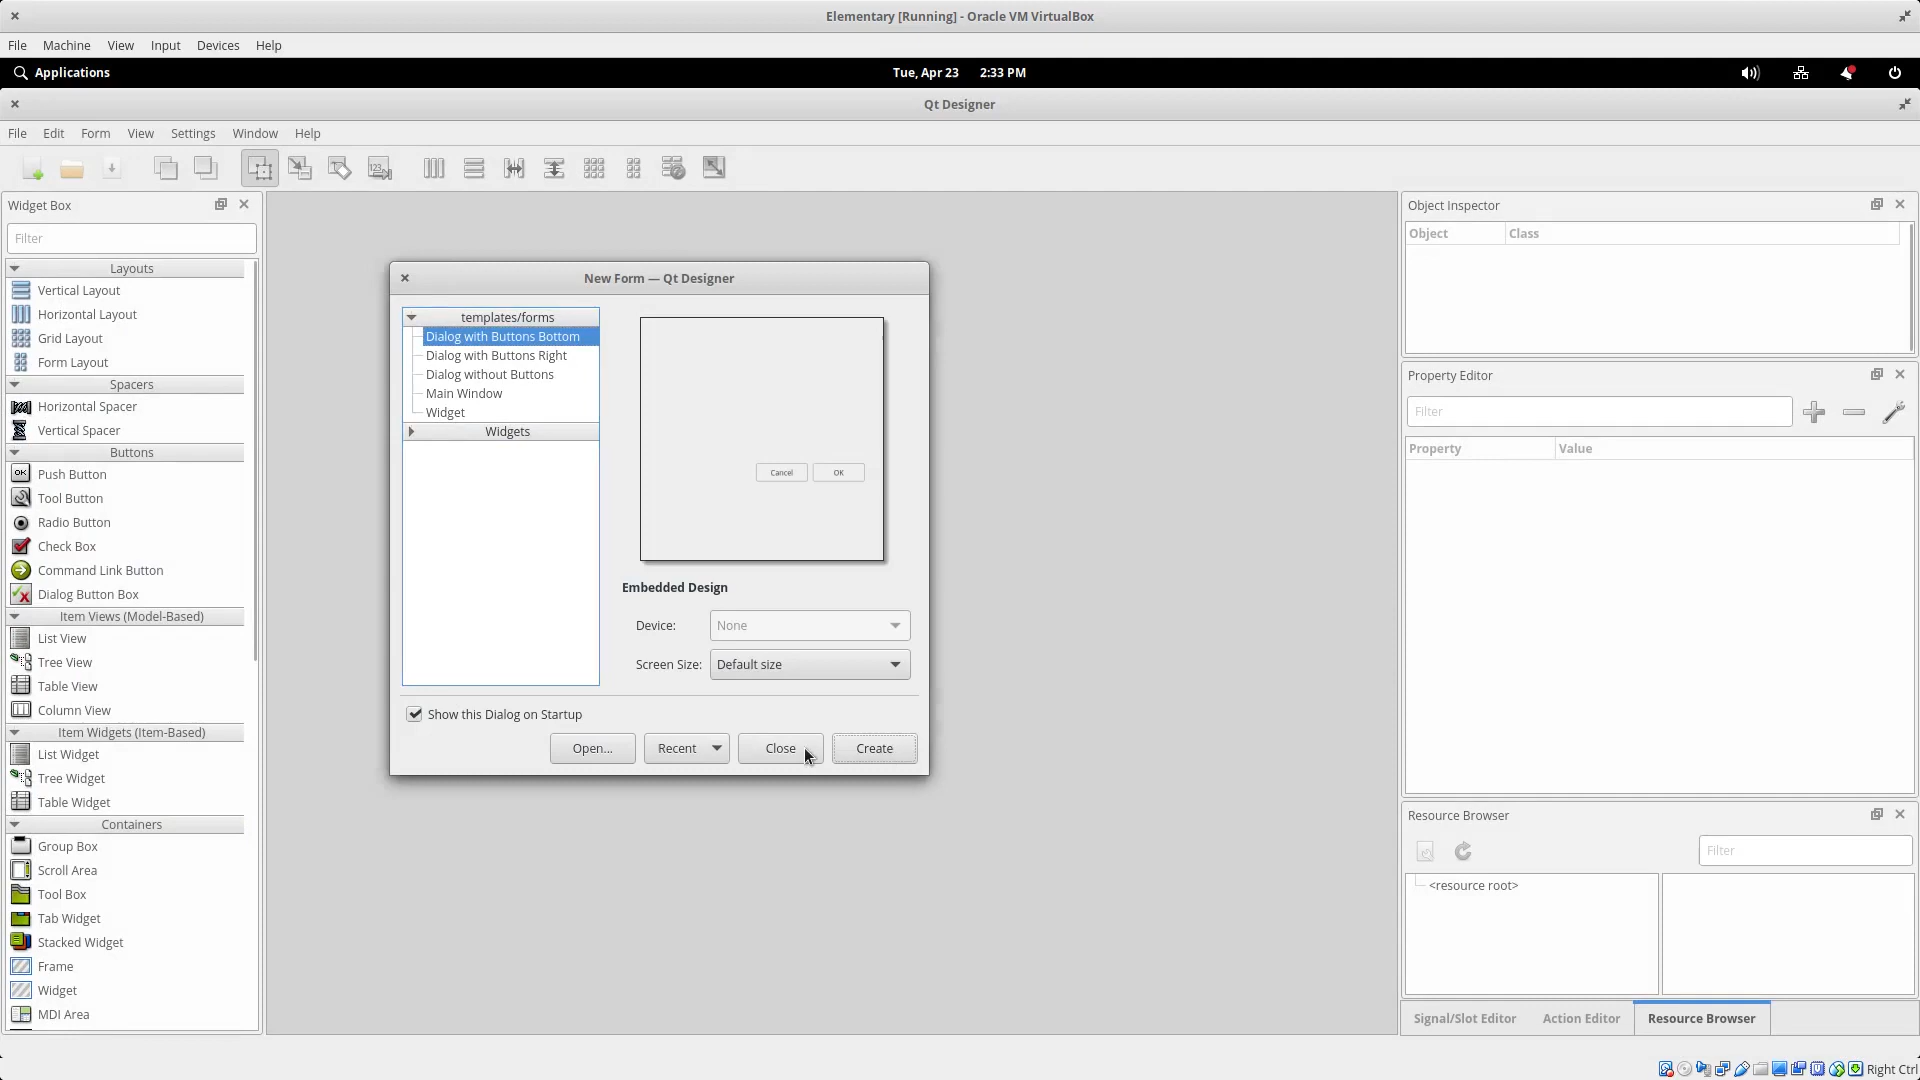 Elementary [Running] - Oracle VM VirtualBox
File Machine View Input Devices Help
Applications
Tue, Apr 23 2:33 PM
Qt Designer
File Edit Form View Settings Window Help
Widget Box
Filter
Layouts
Vertical Layout
Horizontal Layout
Grid Layout
Form Layout
Spacers
Horizontal Spacer
Vertical Spacer
Buttons
OK Push Button
Tool Button
Radio Button
Check Box
Command Link Button
Dialog Button Box
Item Views (Model-Based)
List View
Tree View
Table View
Column View
Item Widgets (Item-Based)
List Widget
Tree Widget
Table Widget
Containers
Group Box
Scroll Area
Tool Box
Tab Widget
Stacked Widget
Frame
Widget
MDI Area
New Form — Qt Designer
templates/forms
Dialog with Buttons Bottom
Dialog with Buttons Right
Dialog without Buttons
Main Window
Widget
Widgets
Cancel OK
Embedded Design
Device: None
Screen Size: Default size
Show this Dialog on Startup
Open... Recent Close Create
Object Inspector
Object Class
Property Editor
Filter
Property Value
Resource Browser
Filter
<resource root>
Signal/Slot Editor Action Editor Resource Browser
Right Ctrl